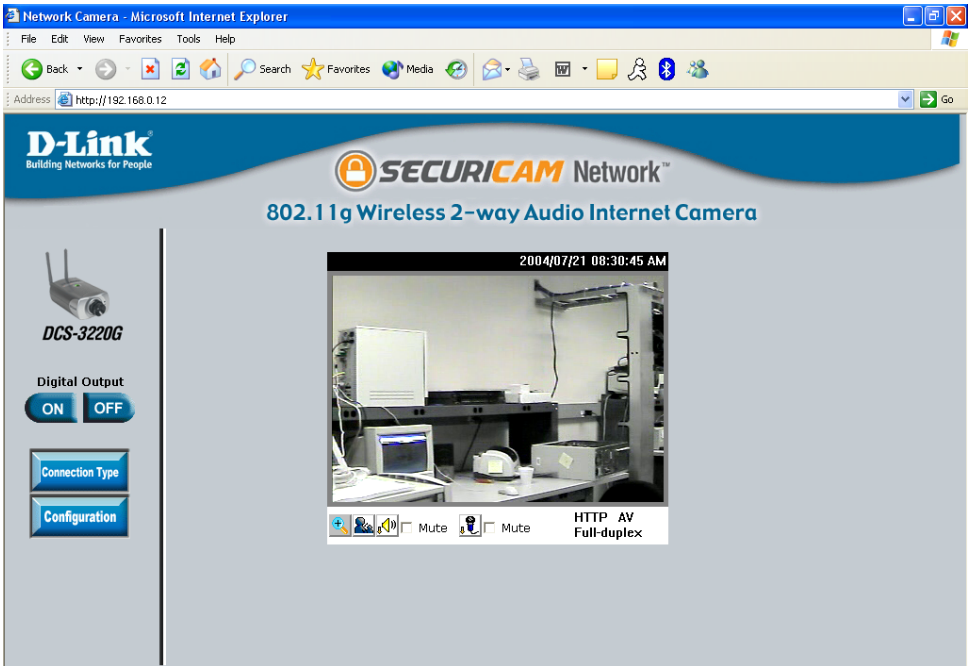 Network Camera - Microsoft Internet Explorer
File Edit View Favorites Tools Help
Back Search Favorites Media
Address http://192.168.0.12 Go
D-Link®
Building Networks for People
SECURICAM Network™
802.11g Wireless 2-way Audio Internet Camera
2004/07/21 08:30:45 AM
DCS-3220G
Digital Output
ON OFF
Connection Type
Configuration
Mute Mute
HTTP AV
Full-duplex